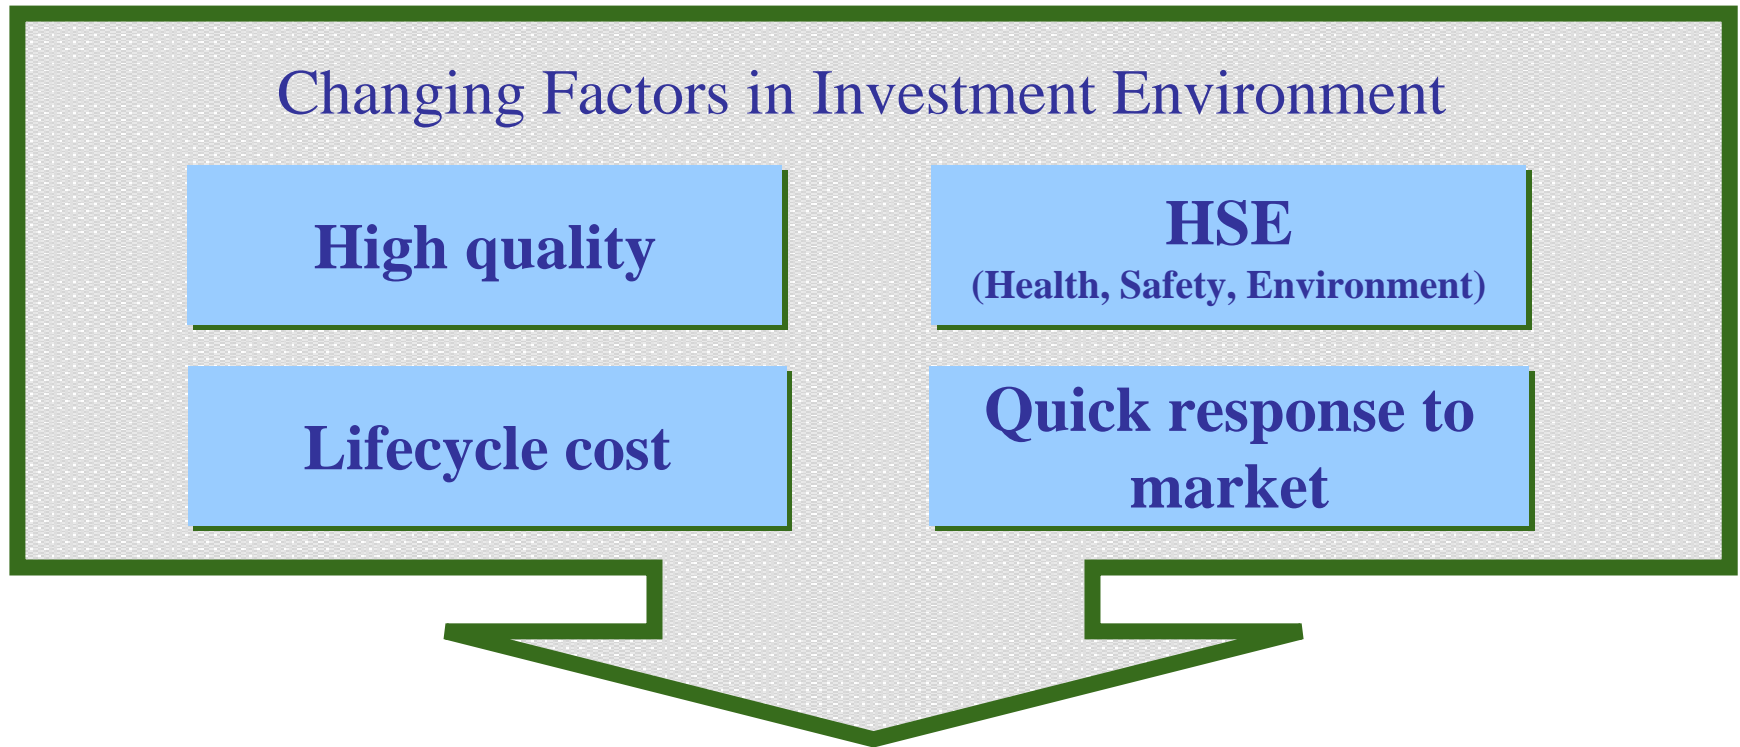 Changing Factors in Investment Environment
High quality
HSE
(Health, Safety, Environment)
Lifecycle cost
Quick response to
market